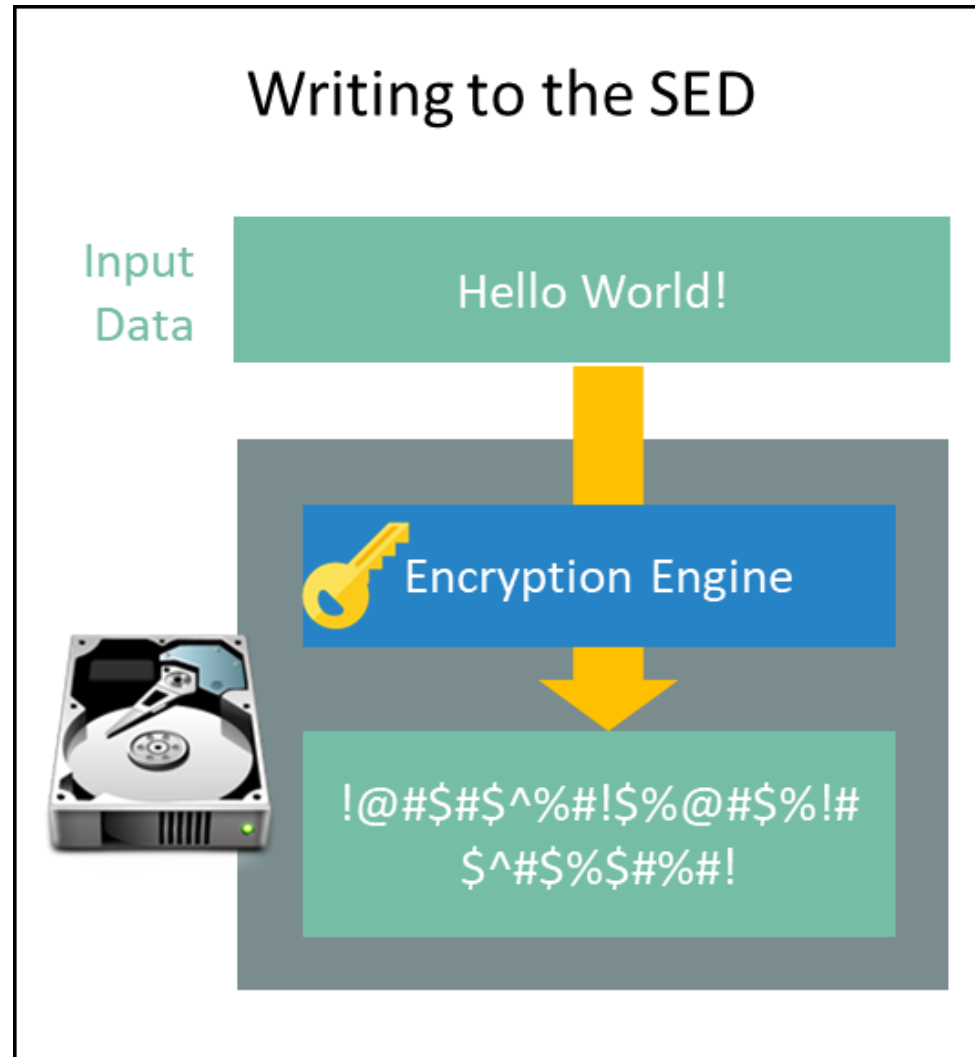 Writing to the SED
Input
Data
Hello World!
Encryption Engine
!@#$#$^%#!$%@#$%!#
$^#$%$#%#!